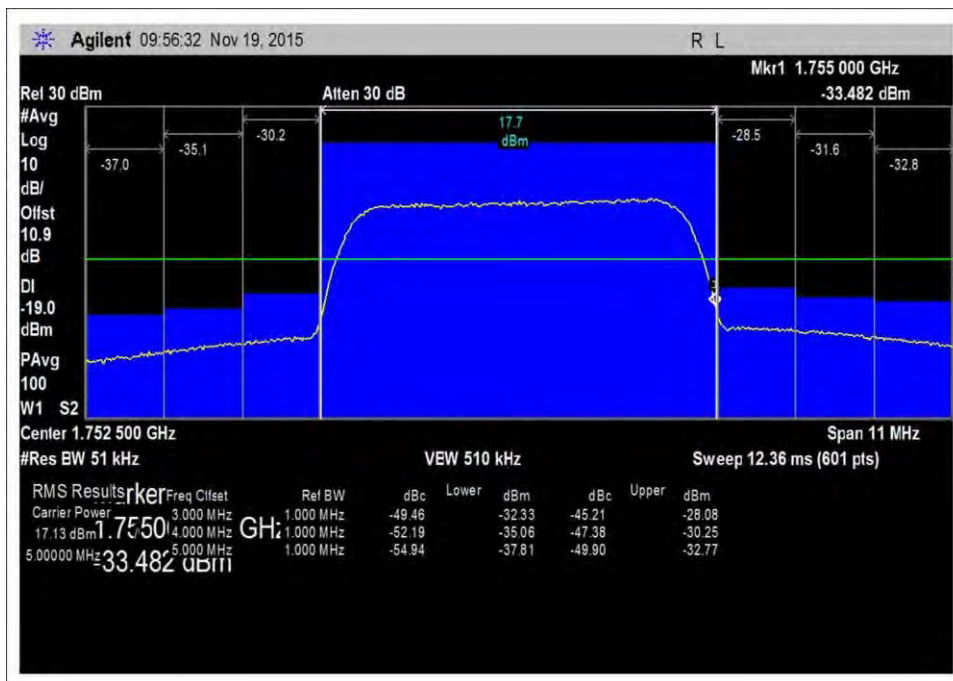 Agilent 09:56:32 Nov 19, 2015 R L
Mkr1 1.755 000 GHz
Rel 30 dBm Atten 30 dB -33.482 dBm
#Avg
Log
10
dB/
Offst
10.9
dB
DI
-19.0
dBm
PAvg
100
W1 S2
17.7
dBm
-37.0 -35.1 -30.2 -28.5 -31.6 -32.8
Center 1.752 500 GHz Span 11 MHz
#Res BW 51 kHz VBW 510 kHz Sweep 12.36 ms (601 pts)
RMS Results Freq Offset Ref BW dBc Lower dBm dBc Upper dBm
Carrier Power 3.000 MHz 1.000 MHz -49.46 -32.33 -45.21 -28.08
17.13 dBm 4.000 MHz 1.000 MHz -52.19 -35.06 -47.38 -30.25
5.00000 MHz 5.000 MHz 1.000 MHz -54.94 -37.81 -49.90 -32.77
GHz
-33.482 dBm